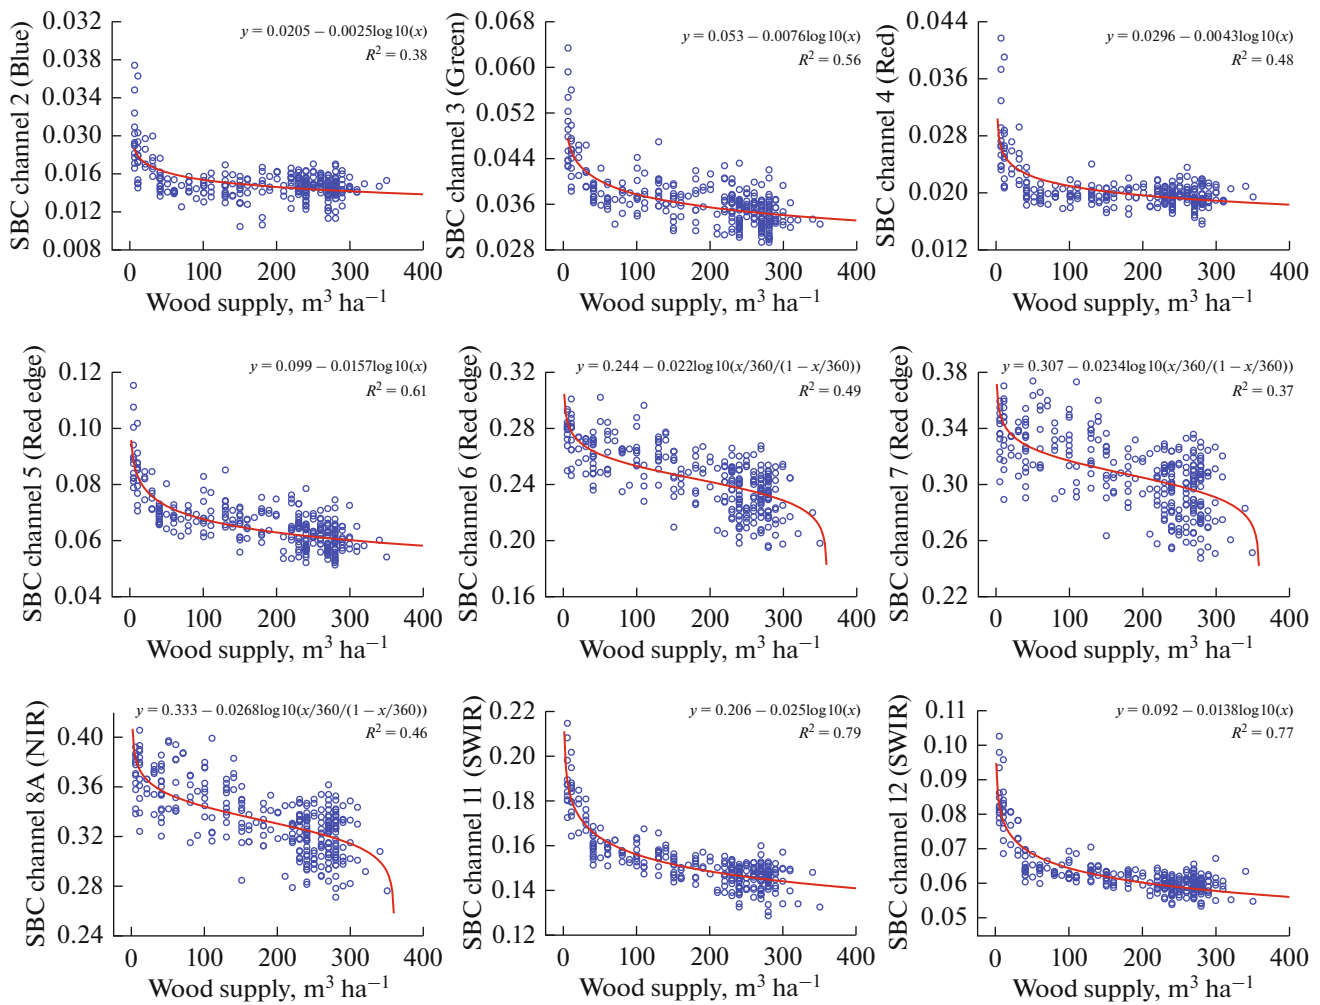 SBC channel 2 (Blue)
0.032
0.028
0.024
0.020
0.016
0.012
0.008
y = 0.0205 – 0.0025log10(x)
R² = 0.38
0 100 200 300 400
Wood supply, m³ ha⁻¹
SBC channel 3 (Green)
0.068
0.060
0.052
0.044
0.036
0.028
y = 0.053 – 0.0076log10(x)
R² = 0.56
0 100 200 300 400
Wood supply, m³ ha⁻¹
SBC channel 4 (Red)
0.044
0.036
0.028
0.020
0.012
y = 0.0296 – 0.0043log10(x)
R² = 0.48
0 100 200 300 400
Wood supply, m³ ha⁻¹
SBC channel 5 (Red edge)
0.12
0.10
0.08
0.06
0.04
y = 0.099 – 0.0157log10(x)
R² = 0.61
0 100 200 300 400
Wood supply, m³ ha⁻¹
SBC channel 6 (Red edge)
0.32
0.28
0.24
0.20
0.16
y = 0.244 – 0.022log10(x/360/(1 – x/360))
R² = 0.49
0 100 200 300 400
Wood supply, m³ ha⁻¹
SBC channel 7 (Red edge)
0.38
0.34
0.30
0.26
0.22
y = 0.307 – 0.0234log10(x/360/(1 – x/360))
R² = 0.37
0 100 200 300 400
Wood supply, m³ ha⁻¹
SBC channel 8A (NIR)
0.40
0.36
0.32
0.28
0.24
y = 0.333 – 0.0268log10(x/360/(1 – x/360))
R² = 0.46
0 100 200 300 400
Wood supply, m³ ha⁻¹
SBC channel 11 (SWIR)
0.22
0.20
0.18
0.16
0.14
0.12
y = 0.206 – 0.025log10(x)
R² = 0.79
0 100 200 300 400
Wood supply, m³ ha⁻¹
SBC channel 12 (SWIR)
0.11
0.10
0.09
0.08
0.07
0.06
0.05
y = 0.092 – 0.0138log10(x)
R² = 0.77
0 100 200 300 400
Wood supply, m³ ha⁻¹